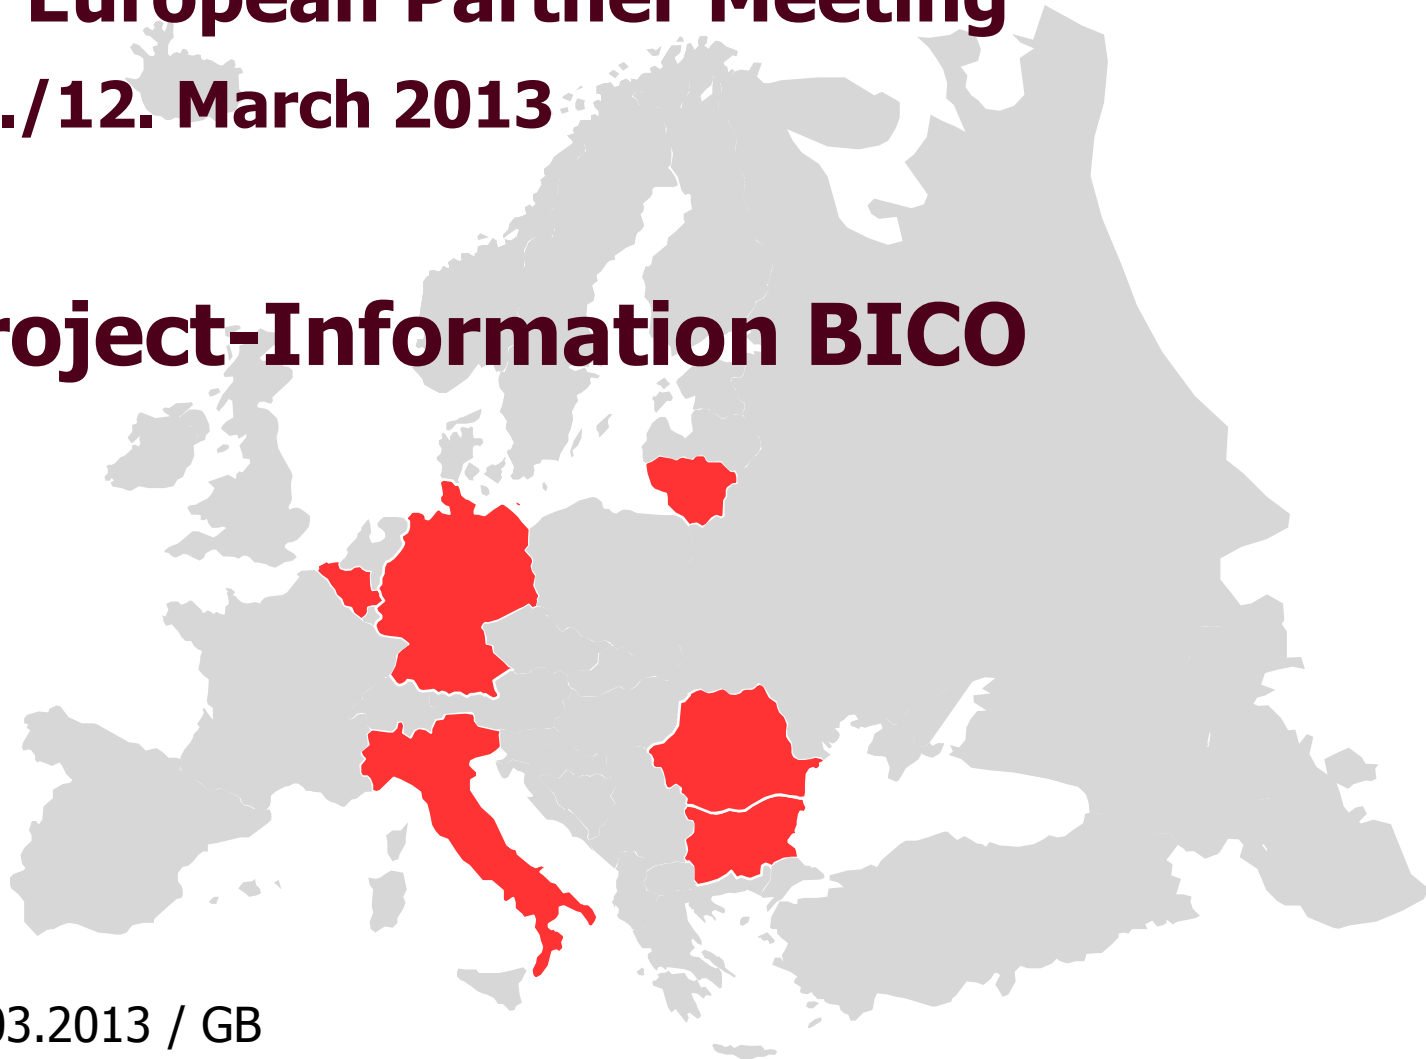 European Partner Meeting
./12. March 2013
roject-Information BICO
03.2013 / GB